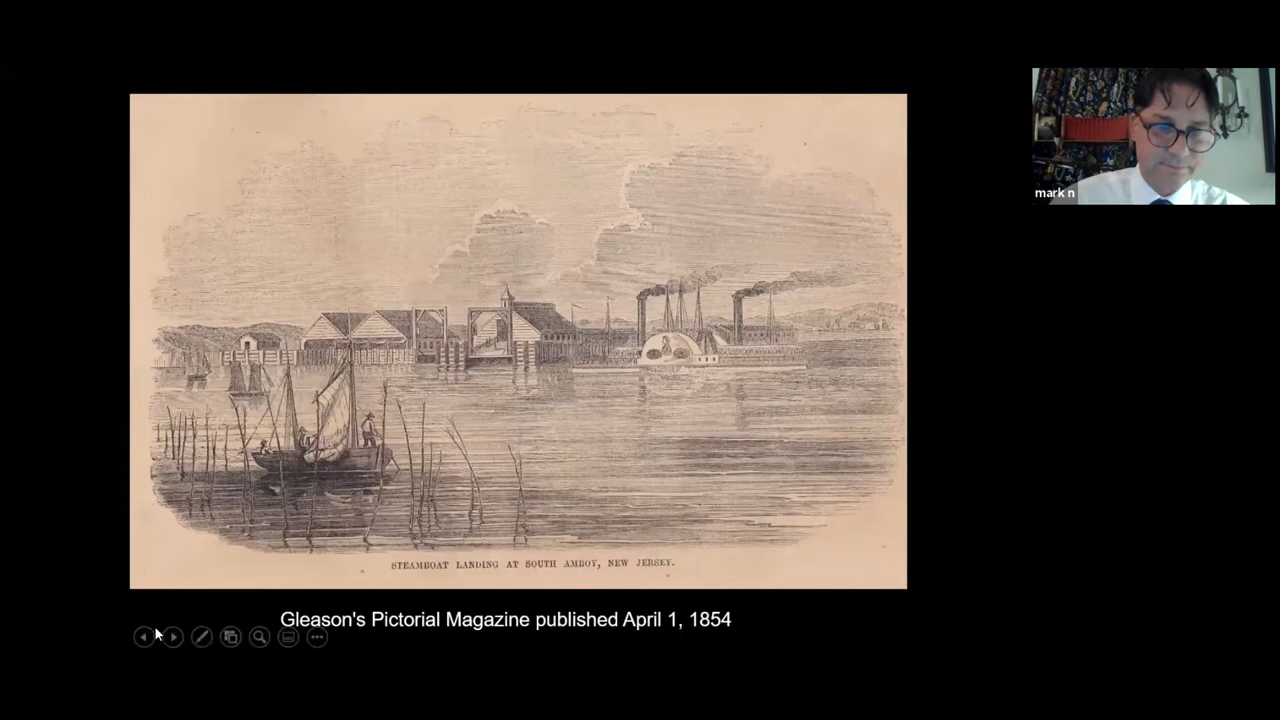 mark n
STEAMBOAT LANDING AT SOUTH AMBOY, NEW JERSEY.
Gleason's Pictorial Magazine published April 1, 1854